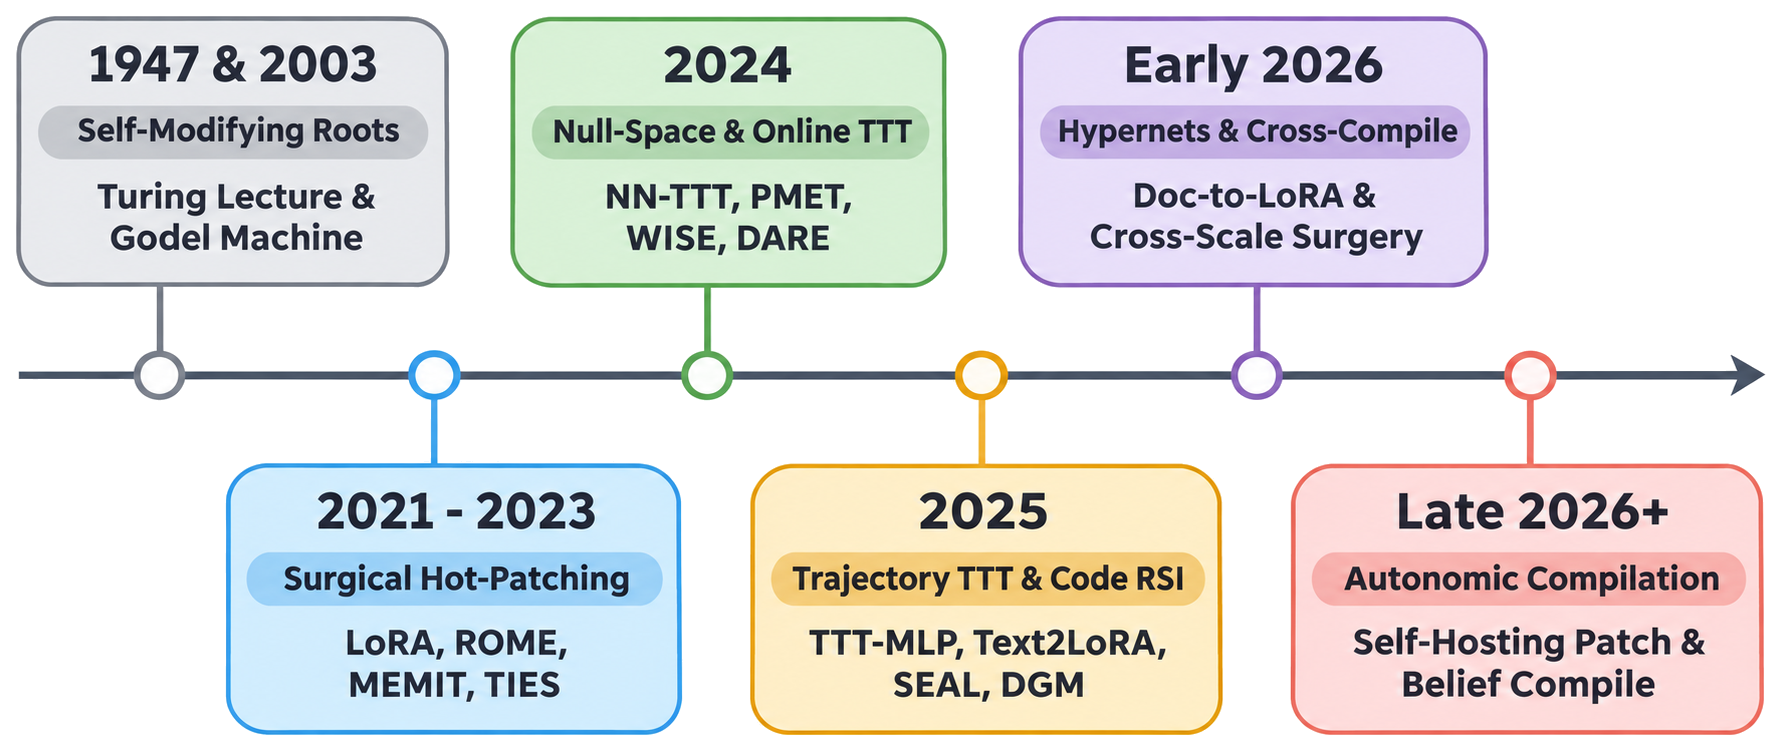 1947 & 2003
Self-Modifying Roots
Turing Lecture &
Godel Machine
2021 - 2023
Surgical Hot-Patching
LoRA, ROME,
MEMIT, TIES
2024
Null-Space & Online TTT
NN-TTT, PMET,
WISE, DARE
2025
Trajectory TTT & Code RSI
TTT-MLP, Text2LoRA,
SEAL, DGM
Early 2026
Hypernets & Cross-Compile
Doc-to-LoRA &
Cross-Scale Surgery
Late 2026+
Autonomic Compilation
Self-Hosting Patch &
Belief Compile